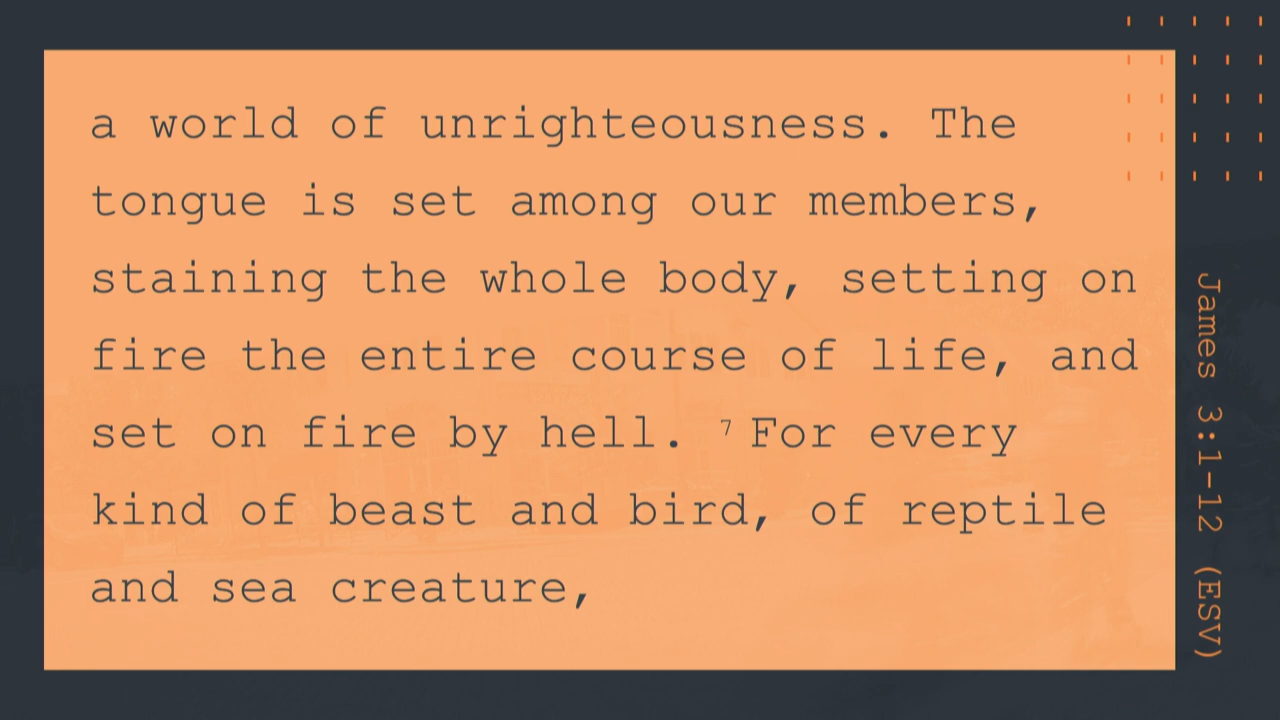 a world of unrighteousness. The
tongue is set among our members,
staining the whole body, setting on
fire the entire course of life, and
set on fire by hell. 7 For every
kind of beast and bird, of reptile
and sea creature,
James 3:1-12 (ESV)